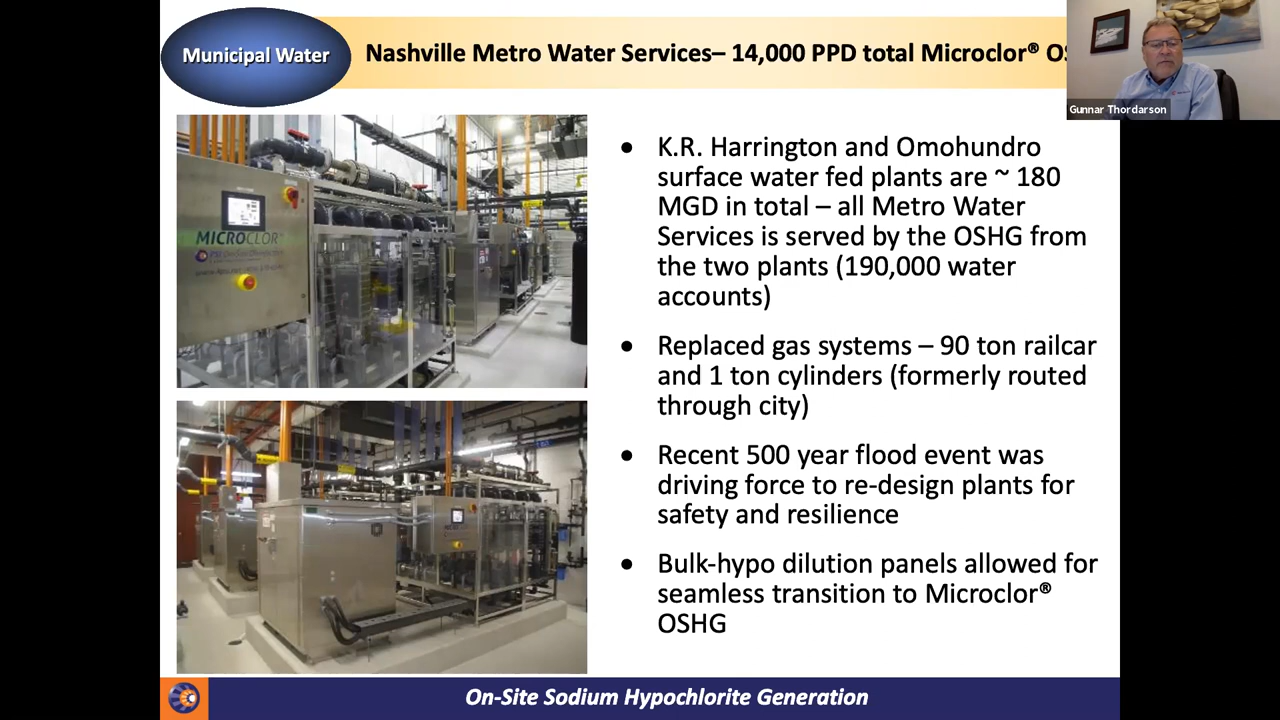 Municipal Water
Nashville Metro Water Services– 14,000 PPD total Microclor®
Gunnar Thordarson
MICROCLOR
● K.R. Harrington and Omohundro
surface water fed plants are ~ 180
MGD in total – all Metro Water
Services is served by the OSHG from
the two plants (190,000 water
accounts)
● Replaced gas systems – 90 ton railcar
and 1 ton cylinders (formerly routed
through city)
● Recent 500 year flood event was
driving force to re-design plants for
safety and resilience
● Bulk-hypo dilution panels allowed for
seamless transition to Microclor®
OSHG
On-Site Sodium Hypochlorite Generation